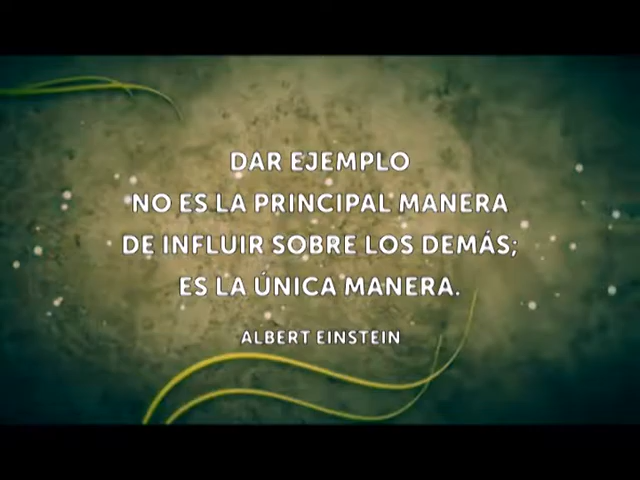 DAR EJEMPLO
NO ES LA PRINCIPAL MANERA
DE INFLUIR SOBRE LOS DEMÁS;
ES LA ÚNICA MANERA.
ALBERT EINSTEIN